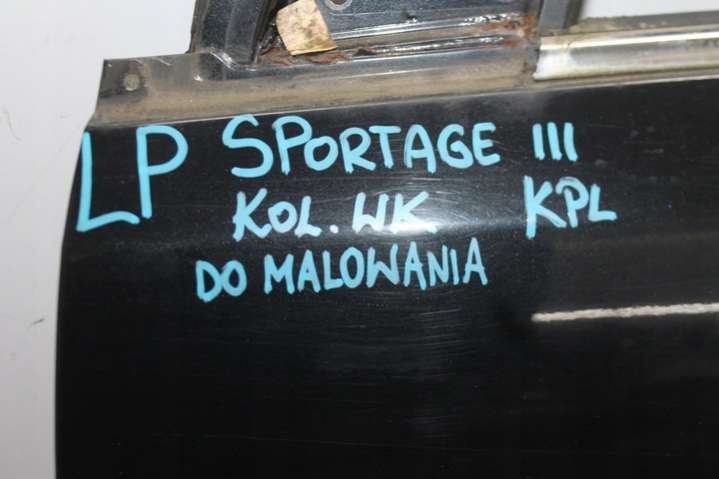 LP SPORTAGE III
KOL. WK KPL
DO MALOWANIA